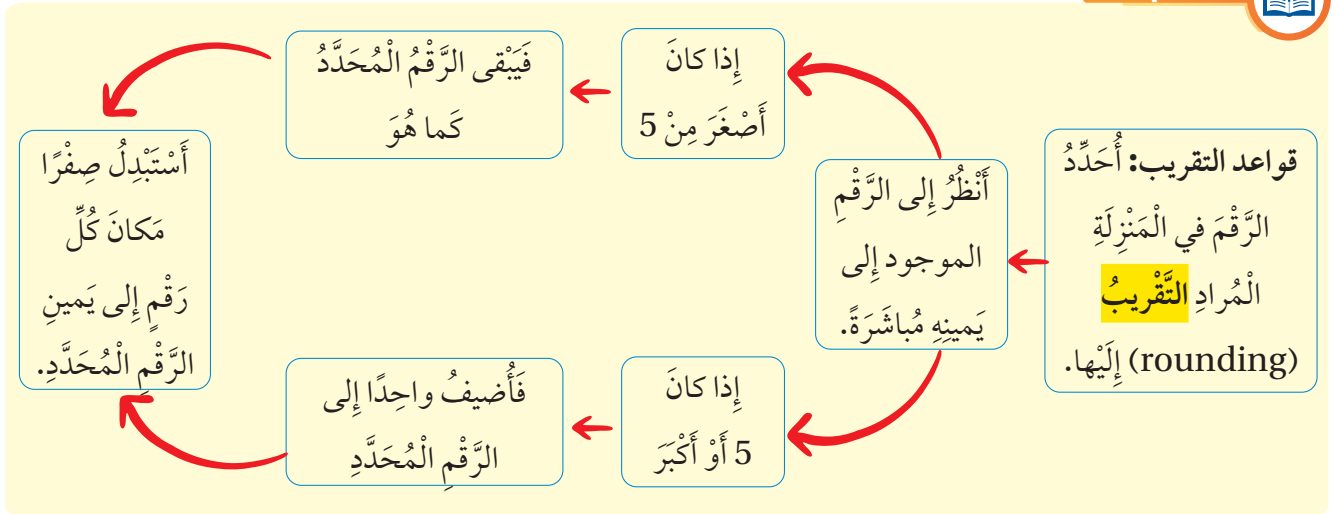 قواعد التقريب: أُحَدِّدُ
الرَّقْمَ في الْمَنْزِلَةِ
الْمُرادِ التَّقْريبُ
(rounding) إِلَيْها.
أَنْظُرُ إِلى الرَّقْمِ
الموجود إِلى
يَمينِهِ مُباشَرَةً.
إِذا كانَ
أَصْغَرَ مِنْ 5
فَيَبْقى الرَّقْمُ الْمُحَدَّدُ
كَما هُوَ
إِذا كانَ
5 أَوْ أَكْبَرَ
فَأُضيفُ واحِدًا إِلى
الرَّقْمِ الْمُحَدَّدِ
أَسْتَبْدِلُ صِفْرًا
مَكانَ كُلِّ
رَقْمٍ إِلى يَمينِ
الرَّقْمِ الْمُحَدَّدِ.